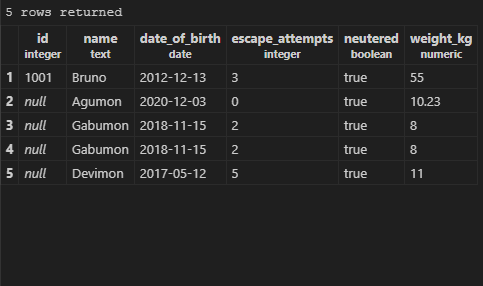 5 rows returned
id name date_of_birth escape_attempts neutered weight_kg
integer text date integer boolean numeric
1 1001 Bruno 2012-12-13 3 true 55
2 null Agumon 2020-12-03 0 true 10.23
3 null Gabumon 2018-11-15 2 true 8
4 null Gabumon 2018-11-15 2 true 8
5 null Devimon 2017-05-12 5 true 11